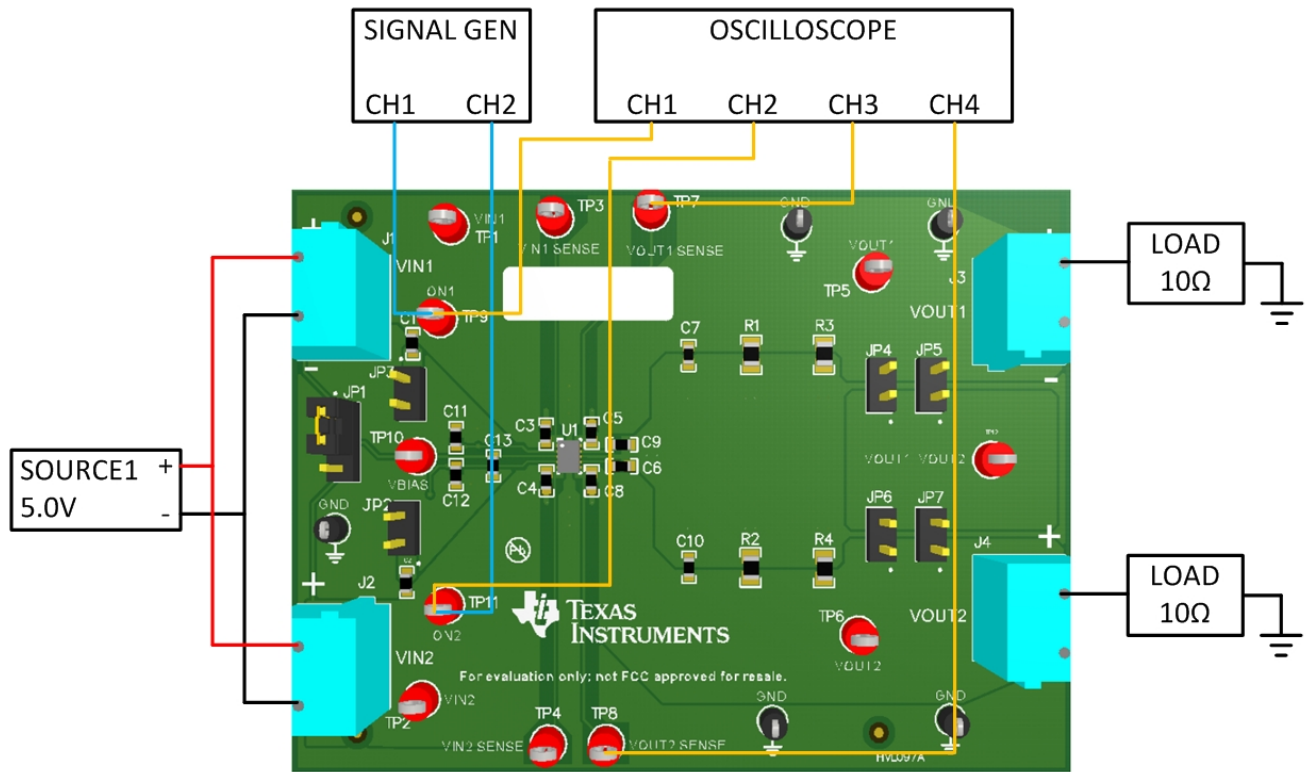 SIGNAL GEN
CH1 CH2
OSCILLOSCOPE
CH1 CH2 CH3 CH4
VIN1
TP1
TP3
VIN1 SENSE
TP7
VOUT1 SENSE
GND
GND
+
J1
VIN1
-
ON1
TP9
VOUT1
TP5
J3
VOUT1
-
LOAD
10Ω
C1
JP3
JP1
C7
R1
R3
JP4
JP5
TP10
VBIAS
C11
C13
C12
C3
C5
U1
C9
C6
C4
C8
VOUT1
VOUT2
SOURCE1 +
5.0V -
GND
JP2
C10
R2
R4
JP6
JP7
+
J2
VIN2
-
TP11
ON2
TEXAS
INSTRUMENTS
TP6
VOUT2
J4
+
VOUT2
-
LOAD
10Ω
For evaluation only; not FCC approved for resale.
VIN2
TP2
TP4
VIN2 SENSE
TP8
VOUT2 SENSE
GND
GND
HVL097A